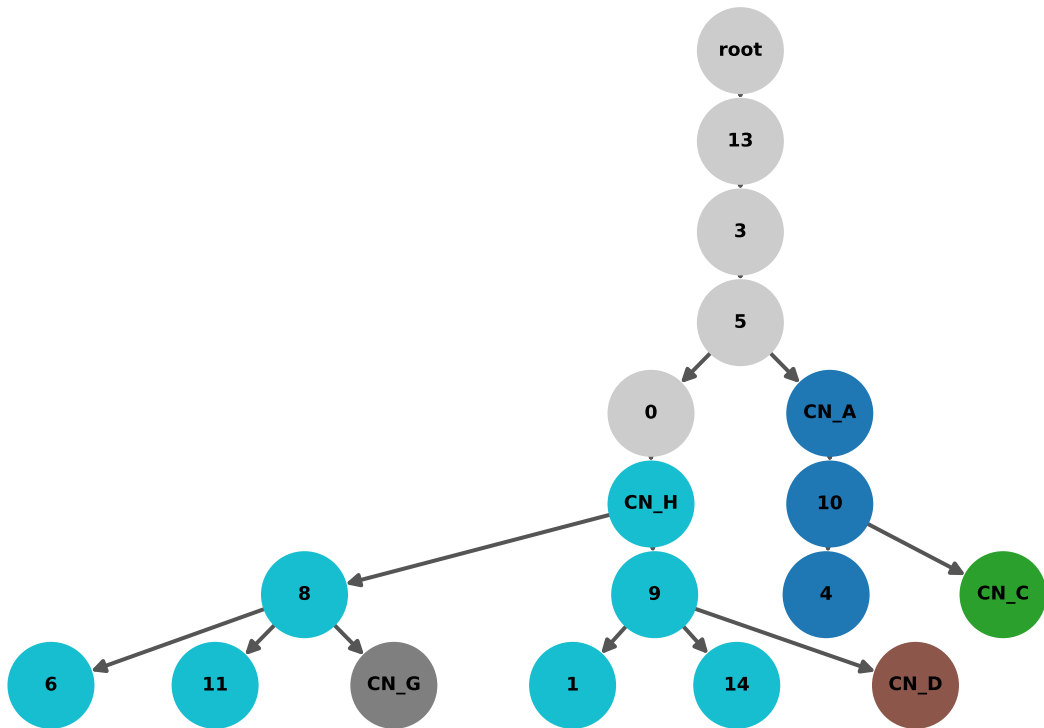 root
13
3
5
0 CN_A
CN_H 10
8 9 4 CN_C
6 11 CN_G 1 14 CN_D